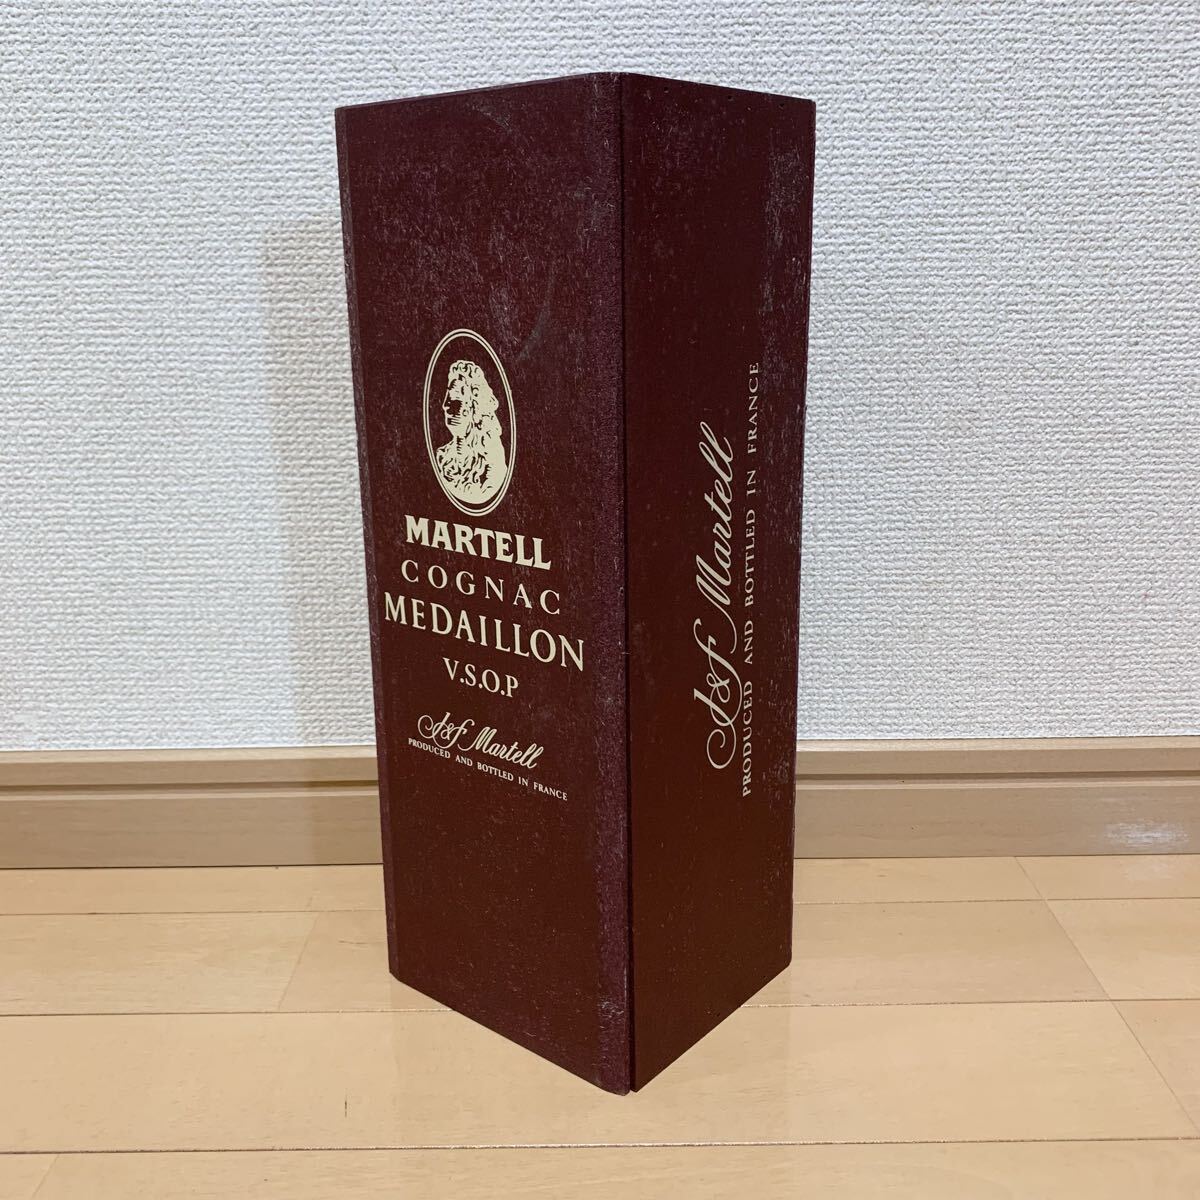 MARTELL
COGNAC
MEDAILLON
V.S.O.P
J&F Martell
PRODUCED AND BOTTLED IN FRANCE
J&F Martell
PRODUCED AND BOTTLED IN FRANCE